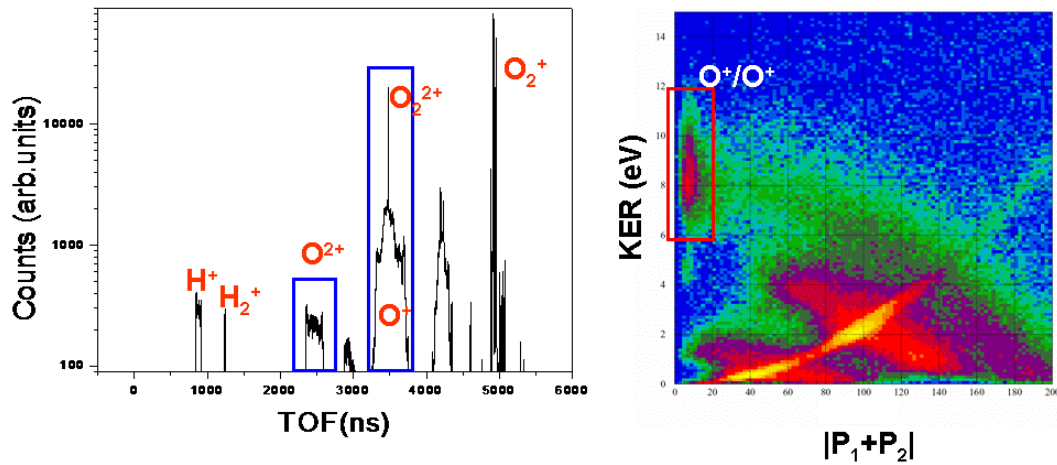 Counts (arb.units)
10000
1000
100
H⁺
H₂⁺
O²⁺
O₂²⁺
O⁺
O₂⁺
0
1000
2000
3000
4000
5000
6000
TOF(ns)
KER (eV)
14
12
10
8
6
4
2
0
O⁺/O⁺
0
20
40
60
80
100
120
140
160
180
200
|P₁+P₂|